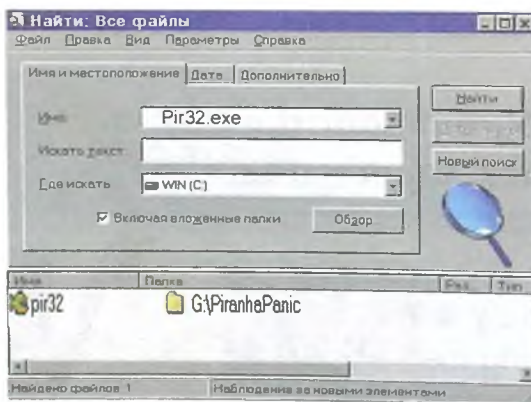 Найти: Все файлы
Файл Правка Вид Параметры Справка
Имя и местоположение Дата Дополнительно
Имя: Pir32.exe
Искать текст:
Где искать WIN (C:)
Включая вложенные папки
Обзор
Найти
Новый поиск
Имя Папка Раз Тип
pir32 G:\PiranhaPanic
Найдено файлов 1 Наблюдение за новыми элементами